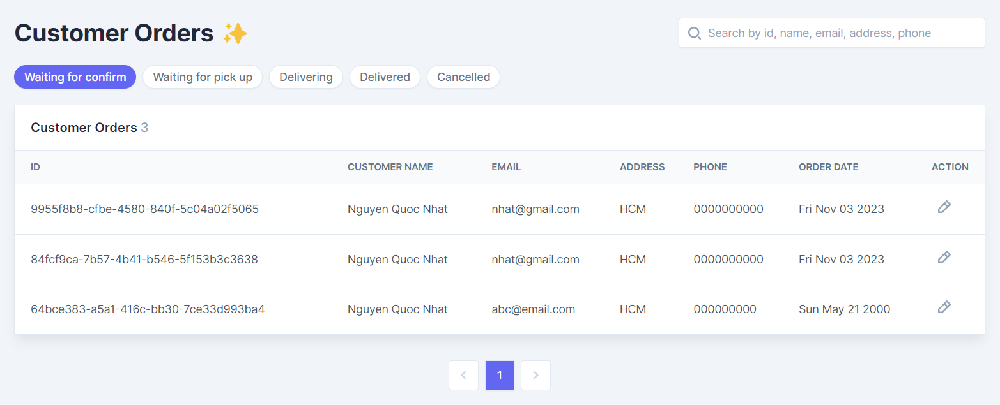 Customer Orders ✨
Search by id, name, email, address, phone
Waiting for confirm Waiting for pick up Delivering Delivered Cancelled
Customer Orders 3
ID CUSTOMER NAME EMAIL ADDRESS PHONE ORDER DATE ACTION
9955f8b8-cfbe-4580-840f-5c04a02f5065 Nguyen Quoc Nhat nhat@gmail.com HCM 0000000000 Fri Nov 03 2023
84fcf9ca-7b57-4b41-b546-5f153b3c3638 Nguyen Quoc Nhat nhat@gmail.com HCM 0000000000 Fri Nov 03 2023
64bce383-a5a1-416c-bb30-7ce33d993ba4 Nguyen Quoc Nhat abc@email.com HCM 000000000 Sun May 21 2000
1